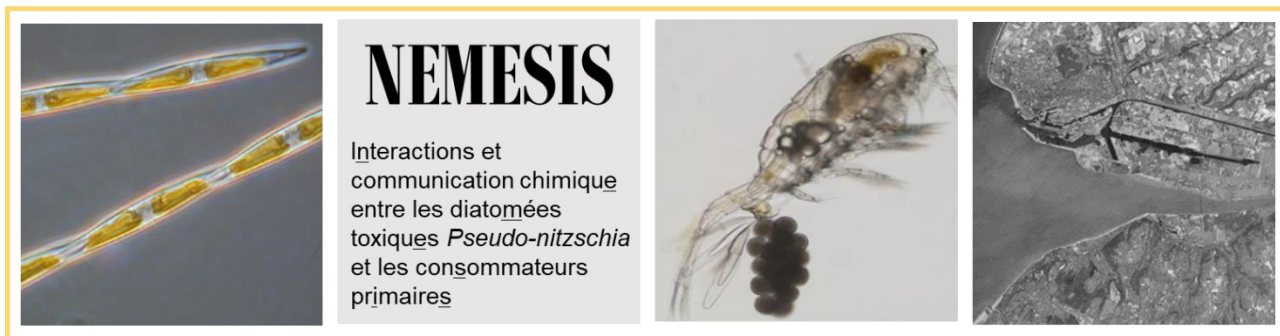 NEMESIS
Interactions et
communication chimique
entre les diatomées
toxiques Pseudo-nitzschia
et les consommateurs
primaires